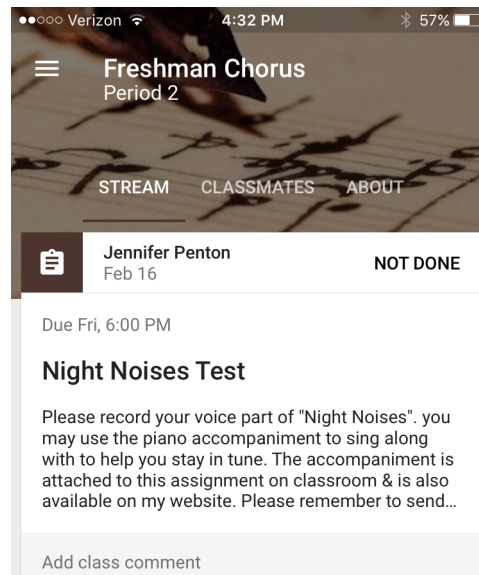 Verizon 4:32 PM 57%
Freshman Chorus
Period 2
STREAM CLASSMATES ABOUT
Jennifer Penton
Feb 16
NOT DONE
Due Fri, 6:00 PM
Night Noises Test
Please record your voice part of "Night Noises". you
may use the piano accompaniment to sing along
with to help you stay in tune. The accompaniment is
attached to this assignment on classroom & is also
available on my website. Please remember to send...
Add class comment